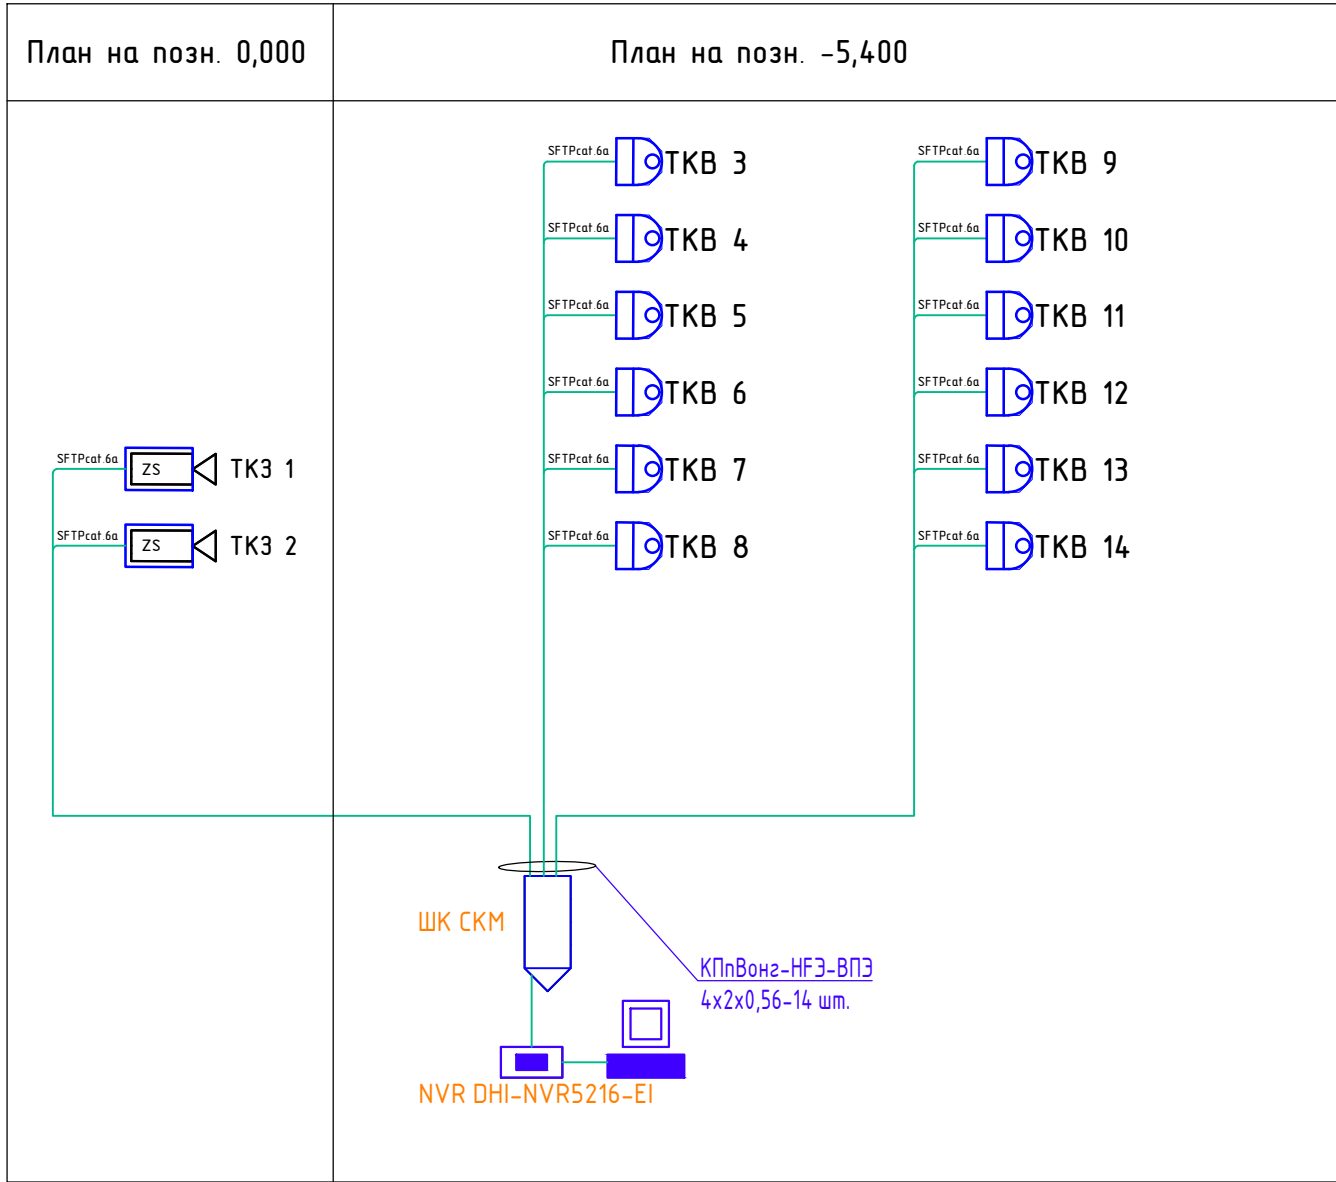 План на позн. 0,000
План на позн. -5,400
SFTPcat.6a
ТКВ 3
SFTPcat.6a
ТКВ 9
SFTPcat.6a
ТКВ 4
SFTPcat.6a
ТКВ 10
SFTPcat.6a
ТКВ 5
SFTPcat.6a
ТКВ 11
SFTPcat.6a
ТКВ 6
SFTPcat.6a
ТКВ 12
SFTPcat.6a
ZS
ТКЗ 1
SFTPcat.6a
ТКВ 7
SFTPcat.6a
ТКВ 13
SFTPcat.6a
ZS
ТКЗ 2
SFTPcat.6a
ТКВ 8
SFTPcat.6a
ТКВ 14
ШК СКМ
КПпВонг-HFЭ-ВПЭ
4х2х0,56-14 шт.
NVR DHI-NVR5216-EI